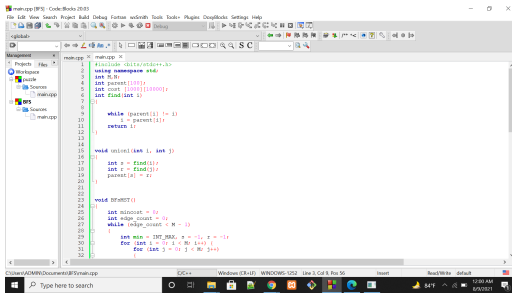 main.cpp [BFS] - Code::Blocks 20.03
File Edit View Search Project Build Debug Fortran wxSmith Tools Tools+ Plugins DoxyBlocks Settings Help
Debug
<global>
Management
Projects Files
Workspace
puzzle
Sources
main.cpp
BFS
Sources
main.cpp
main.cpp × main.cpp ×
1 #include <bits/stdc++.h>
2 using namespace std;
3 int M,N;
4 int parent[100];
5 int cost [1000][10000];
6 int find(int i)
7 {
8
9 while (parent[i] != i)
10 i = parent[i];
11 return i;
12 }
13
14
15 void union1(int i, int j)
16 {
17 int s = find(i);
18 int r = find(j);
19 parent[s] = r;
20 }
21
22
23 void BFsMST()
24 {
25 int mincost = 0;
26 int edge_count = 0;
27 while (edge_count < M - 1)
28 {
29 int min = INT_MAX, s = -1, r = -1;
30 for (int i = 0; i < M; i++) {
31 for (int j = 0; j < M; j++)
32 {
C:\Users\ADMIN\Documents\BFS\main.cpp C/C++ Windows (CR+LF) WINDOWS-1252 Line 3, Col 9, Pos 56 Insert Read/Write default
Type here to search
84°F
12:00 AM
8/9/2021